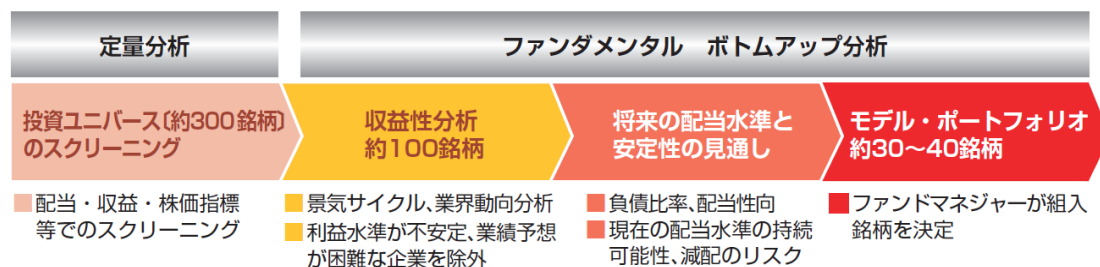 定量分析
ファンダメンタル ボトムアップ分析
投資ユニバース〔約300銘柄〕
のスクリーニング
収益性分析
約100銘柄
将来の配当水準と
安定性の見通し
モデル・ポートフォリオ
約30～40銘柄
■配当・収益・株価指標
等でのスクリーニング
■景気サイクル、業界動向分析
■利益水準が不安定、業績予想
が困難な企業を除外
■負債比率、配当性向
■現在の配当水準の持続
可能性、減配のリスク
■ファンドマネジャーが組入
銘柄を決定